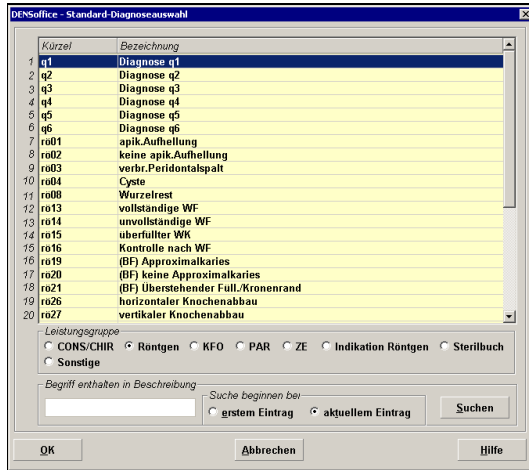 DENSoffice - Standard-Diagnoseauswahl
Kürzel Bezeichnung
1 q1 Diagnose q1
2 q2 Diagnose q2
3 q3 Diagnose q3
4 q4 Diagnose q4
5 q5 Diagnose q5
6 q6 Diagnose q6
7 rö01 apik.Aufhellung
8 rö02 keine apik.Aufhellung
9 rö03 verbr.Peridontalspalt
10 rö04 Cyste
11 rö08 Wurzelrest
12 rö13 vollständige WF
13 rö14 unvollständige WF
14 rö15 überfüllter WK
15 rö16 Kontrolle nach WF
16 rö19 (BF) Approximalkaries
17 rö20 (BF) keine Approximalkaries
18 rö21 (BF) Überstehender Füll./Kronenrand
19 rö26 horizontaler Knochenabbau
20 rö27 vertikaler Knochenabbau
Leistungsgruppe
CONS/CHIR Röntgen KFO PAR ZE Indikation Röntgen Sterilbuch
Sonstige
Begriff enthalten in Beschreibung
Suche beginnen bei
erstem Eintrag aktuellem Eintrag Suchen
OK Abbrechen Hilfe